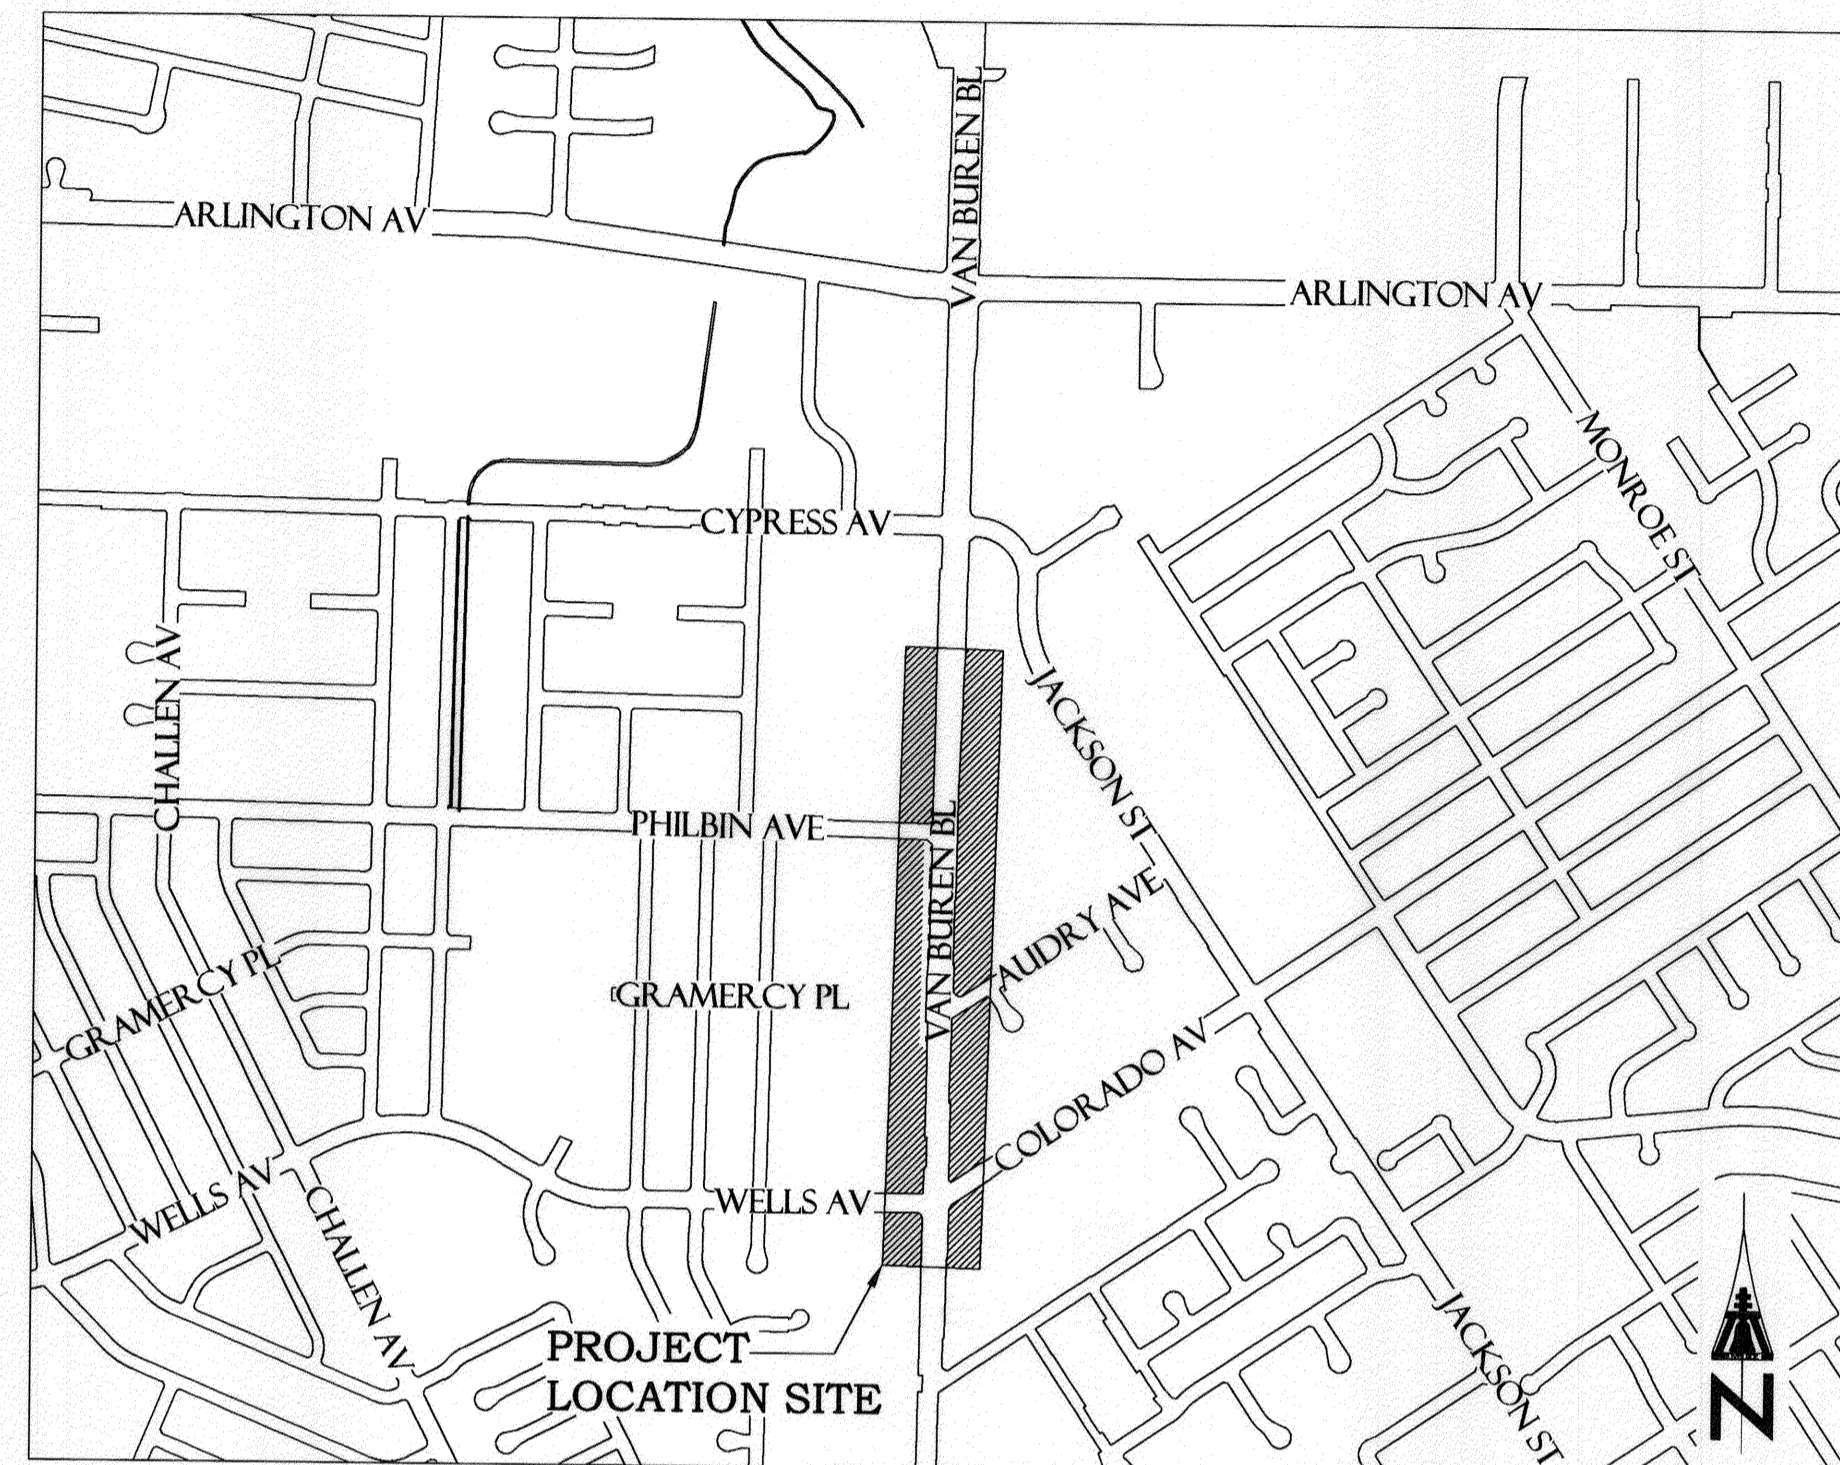 VAN BUREN BL
ARLINGTON AV
ARLINGTON AV
MONROE ST
CYPRESS AV
CHALLEN AV
JACKSON ST
PHILBIN AVE
VAN BUREN BL
AUDRY AVE
GRAMERCY PL
GRAMERCY PL
COLORADO AV
WELLS AV
WELLS AV
CHALLEN AV
JACKSON ST
PROJECT
LOCATION SITE
N